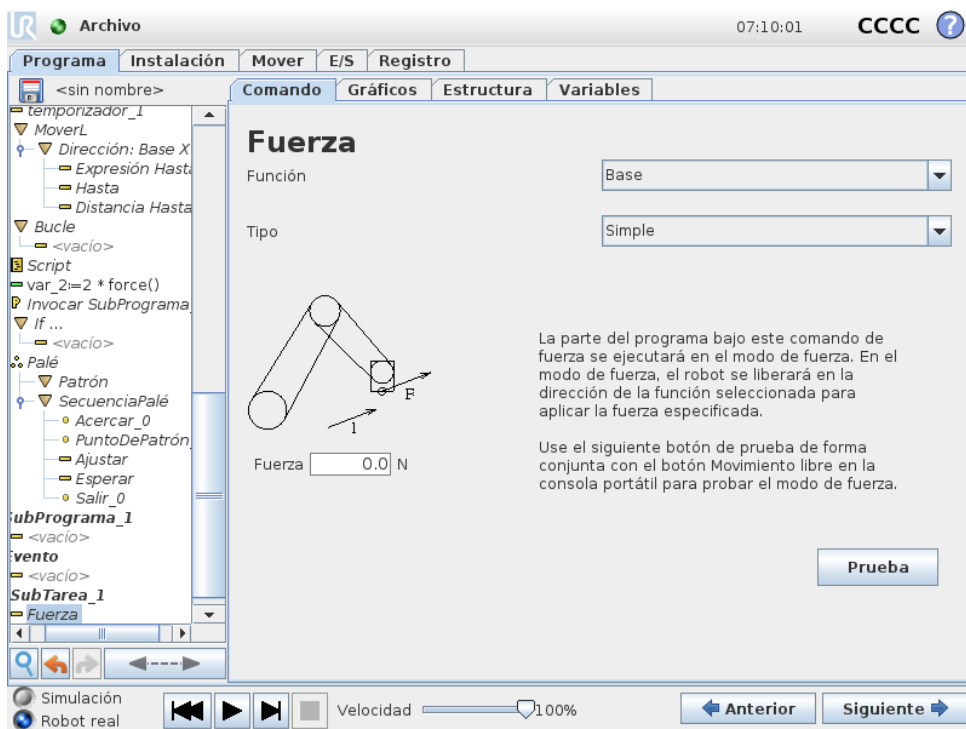 UR Archivo 07:10:01 CCCC ?
Programa Instalación Mover E/S Registro
<sin nombre>
Comando Gráficos Estructura Variables
temporizador_1
MoverL
Dirección: Base X
Expresión Hasta
Hasta
Distancia Hasta
Bucle
<vacío>
Script
var_2:=2 * force()
Invocar SubPrograma_
If ...
<vacío>
Palé
Patrón
SecuenciaPalé
Acercar_0
PuntoDePatrón_
Ajustar
Esperar
Salir_0
SubPrograma_1
<vacío>
Evento
<vacío>
SubTarea_1
Fuerza
Fuerza
Función
Base
Tipo
Simple
F
1
Fuerza 0.0 N
La parte del programa bajo este comando de
fuerza se ejecutará en el modo de fuerza. En el
modo de fuerza, el robot se liberará en la
dirección de la función seleccionada para
aplicar la fuerza especificada.
Use el siguiente botón de prueba de forma
conjunta con el botón Movimiento libre en la
consola portátil para probar el modo de fuerza.
Prueba
Simulación
Robot real
Velocidad 100%
Anterior
Siguiente